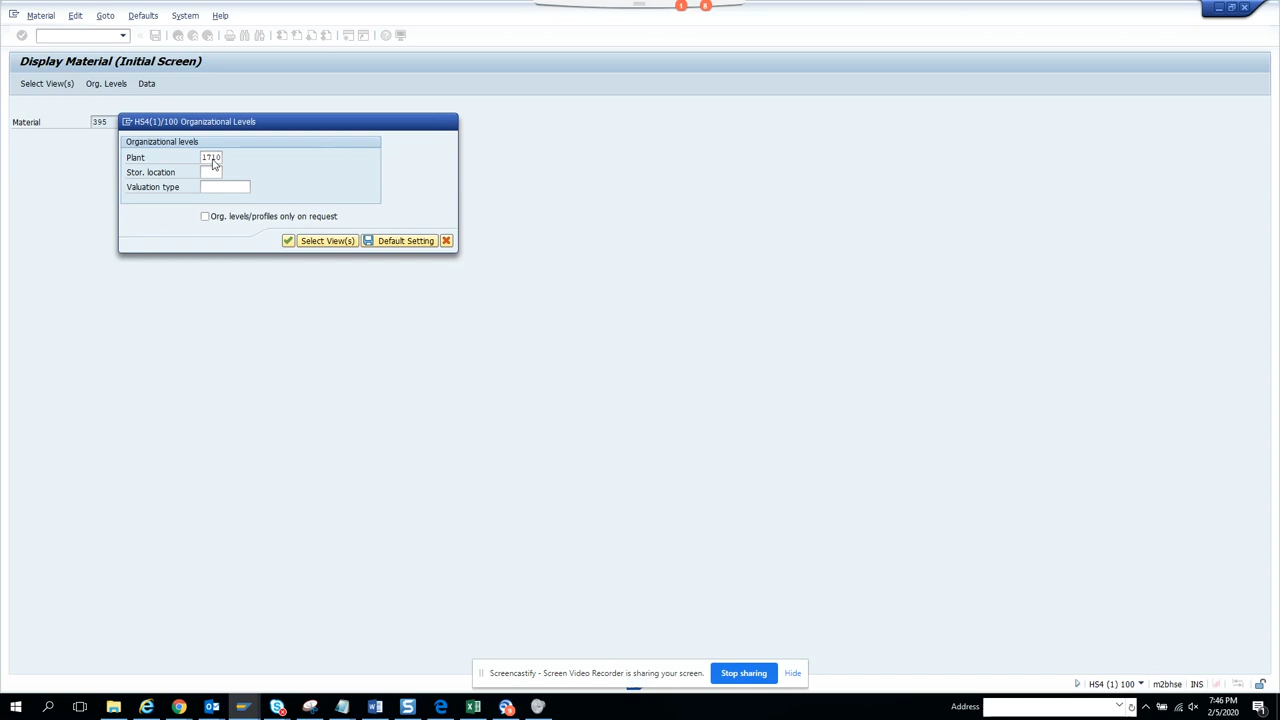 Material Edit Goto Defaults System Help
1 8
Display Material (Initial Screen)
Select View(s) Org. Levels Data
Material 395
HS4(1)/100 Organizational Levels
Organizational levels
Plant 1710
Stor. location
Valuation type
Org. levels/profiles only on request
Select View(s) Default Setting
Screencastify - Screen Video Recorder is sharing your screen. Stop sharing Hide
HS4 (1) 100 m2bhse INS
Address 7:46 PM
2/5/2020